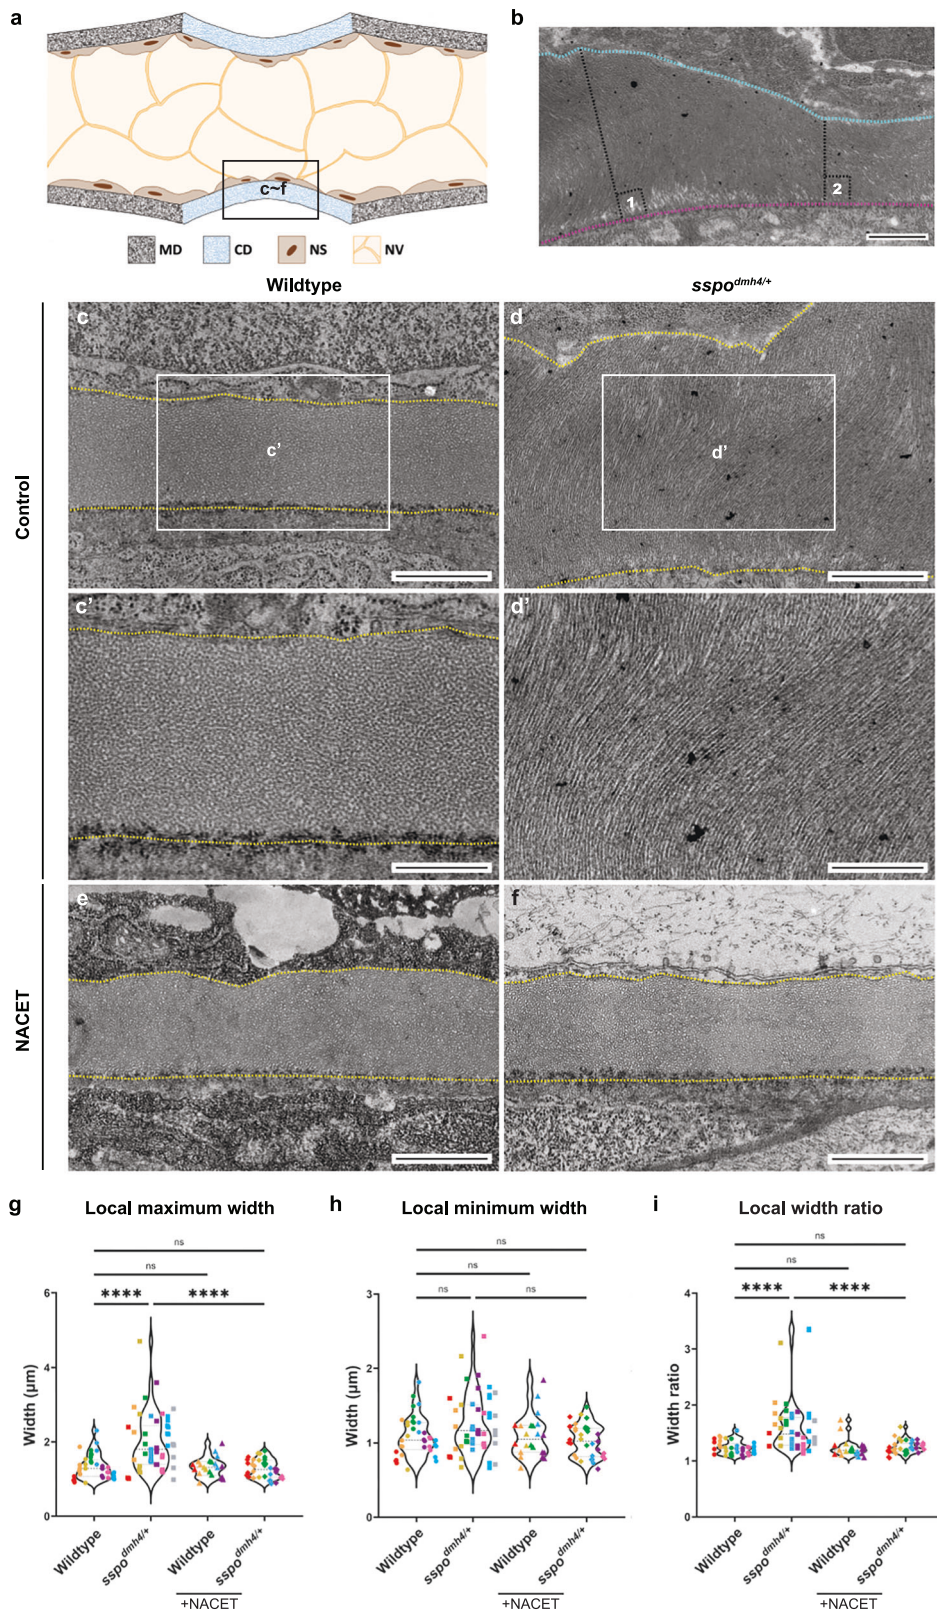 a
c~f
MD
CD
NS
NV
b
1
2
Wildtype
sspo^dmh4/+
Control
c
c'
d
d'
c'
d'
NACET
e
f
g
Local maximum width
ns
ns
****
****
6
4
2
0
Width (µm)
Wildtype
sspo^dmh4/+
Wildtype
sspo^dmh4/+
+NACET
h
Local minimum width
ns
ns
ns
ns
3
2
1
0
Width (µm)
Wildtype
sspo^dmh4/+
Wildtype
sspo^dmh4/+
+NACET
i
Local width ratio
ns
ns
****
****
4
3
2
1
0
Width ratio
Wildtype
sspo^dmh4/+
Wildtype
sspo^dmh4/+
+NACET